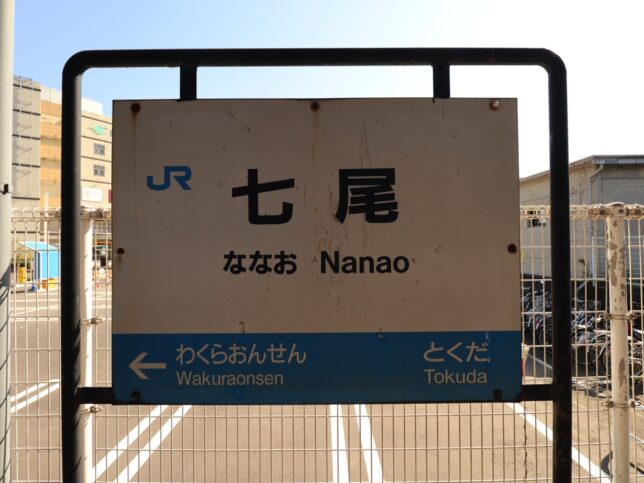 JR
七尾
ななお Nanao
← わくらおんせん とくだ
Wakuraonsen Tokuda